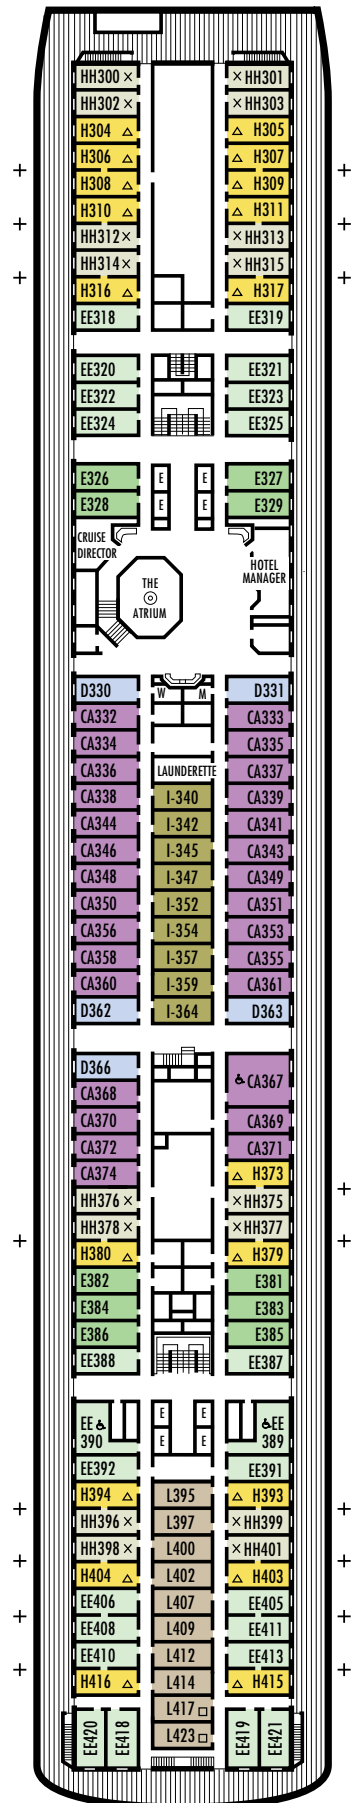 HH300 × × HH301
HH302 × × HH303
H304 △ △ H305
H306 △ △ H307
H308 △ △ H309
H310 △ △ H311
HH312 × × HH313
HH314 × × HH315
H316 △ △ H317
EE318 EE319
EE320 EE321
EE322 EE323
EE324 EE325
E326 E E E327
E328 E E E329
CRUISE
DIRECTOR
HOTEL
MANAGER
THE
ATRIUM
D330 W M D331
CA332 CA333
CA334 CA335
CA336 LAUNDERETTE CA337
CA338 I-340 CA339
CA344 I-342 CA341
CA346 I-345 CA343
CA348 I-347 CA349
CA350 I-352 CA351
CA356 I-354 CA353
CA358 I-357 CA355
CA360 I-359 CA361
D362 I-364 D363
D366 ♿ CA367
CA368
CA370 CA369
CA372 CA371
CA374 △ H373
HH376 × × HH375
HH378 × × HH377
H380 △ △ H379
E382 E381
E384 E383
E386 E385
EE388 EE387
EE ♿ E E ♿ EE
390 E E 389
EE392 EE391
H394 △ L395 △ H393
HH396 × L397 × HH399
HH398 × L400 × HH401
H404 △ L402 △ H403
EE406 L407 EE405
EE408 L409 EE411
EE410 L412 EE413
H416 △ L414 △ H415
L417 □
EE420 EE418 L423 □ EE419 EE421